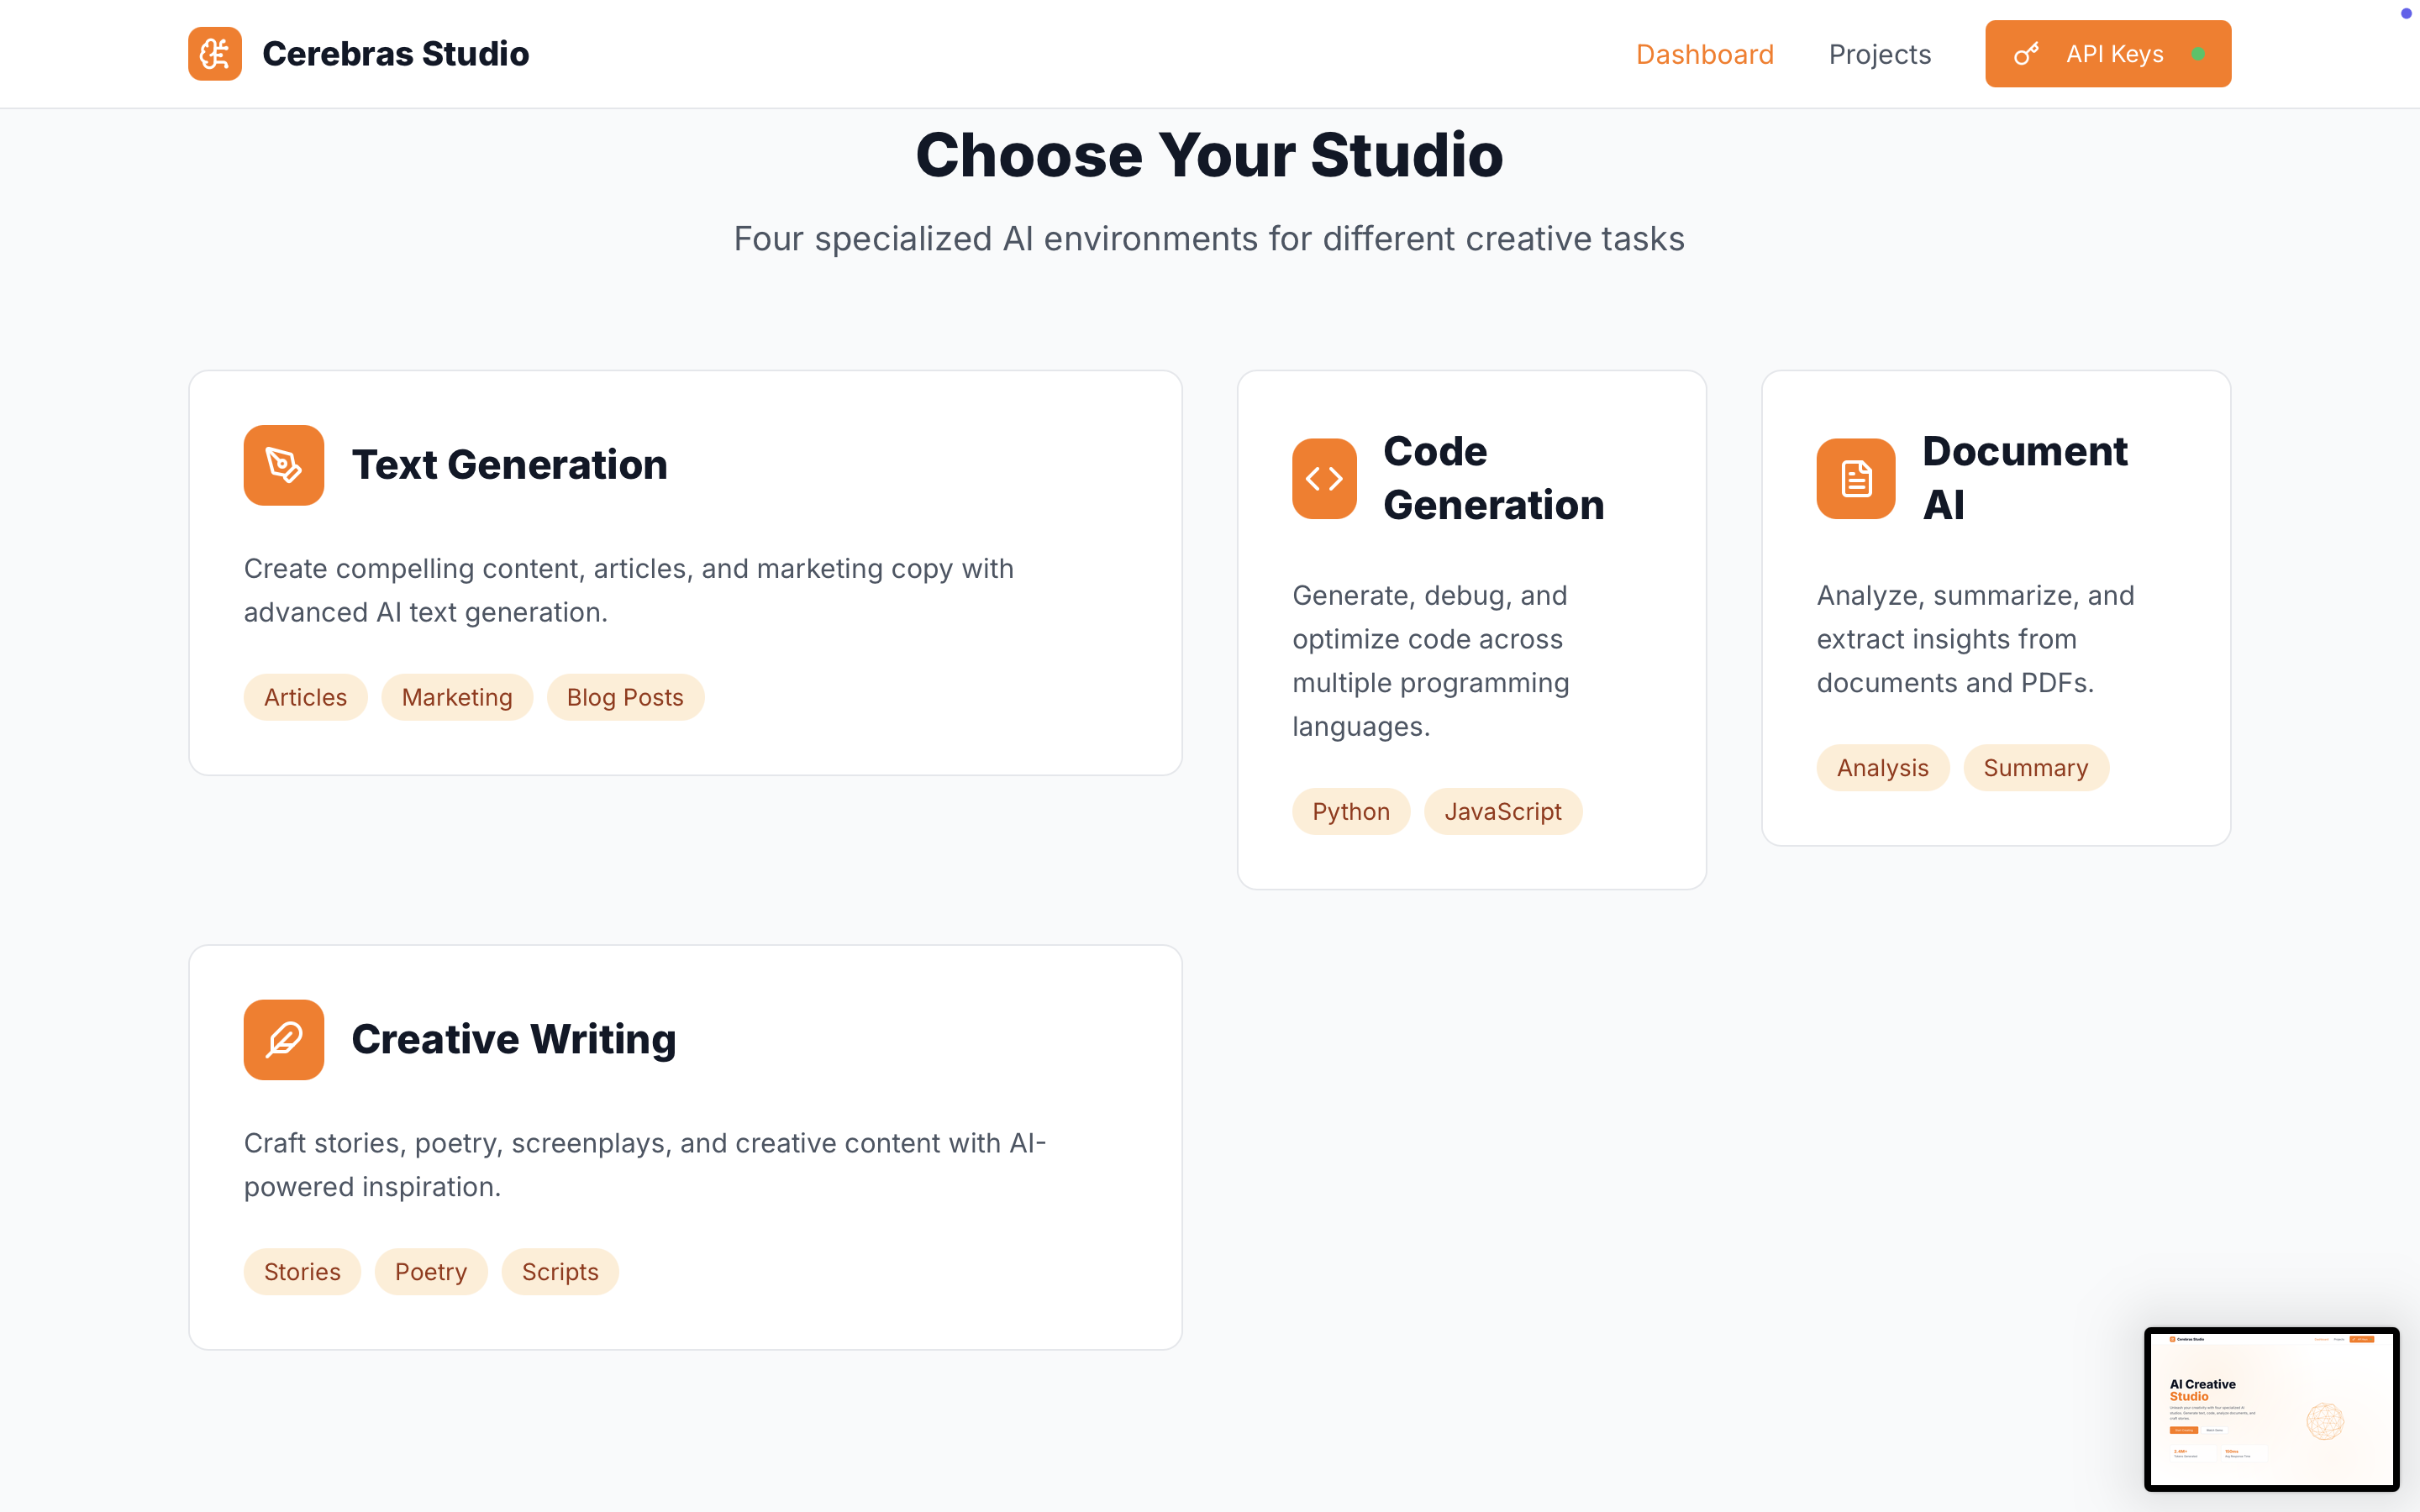 Cerebras Studio
Dashboard
Projects
API Keys
Choose Your Studio
Four specialized AI environments for different creative tasks
Text Generation
Create compelling content, articles, and marketing copy with
advanced AI text generation.
Articles
Marketing
Blog Posts
Code
Generation
Generate, debug, and
optimize code across
multiple programming
languages.
Python
JavaScript
Document
AI
Analyze, summarize, and
extract insights from
documents and PDFs.
Analysis
Summary
Creative Writing
Craft stories, poetry, screenplays, and creative content with AI-
powered inspiration.
Stories
Poetry
Scripts
Cerebras Studio
AI Creative
Studio